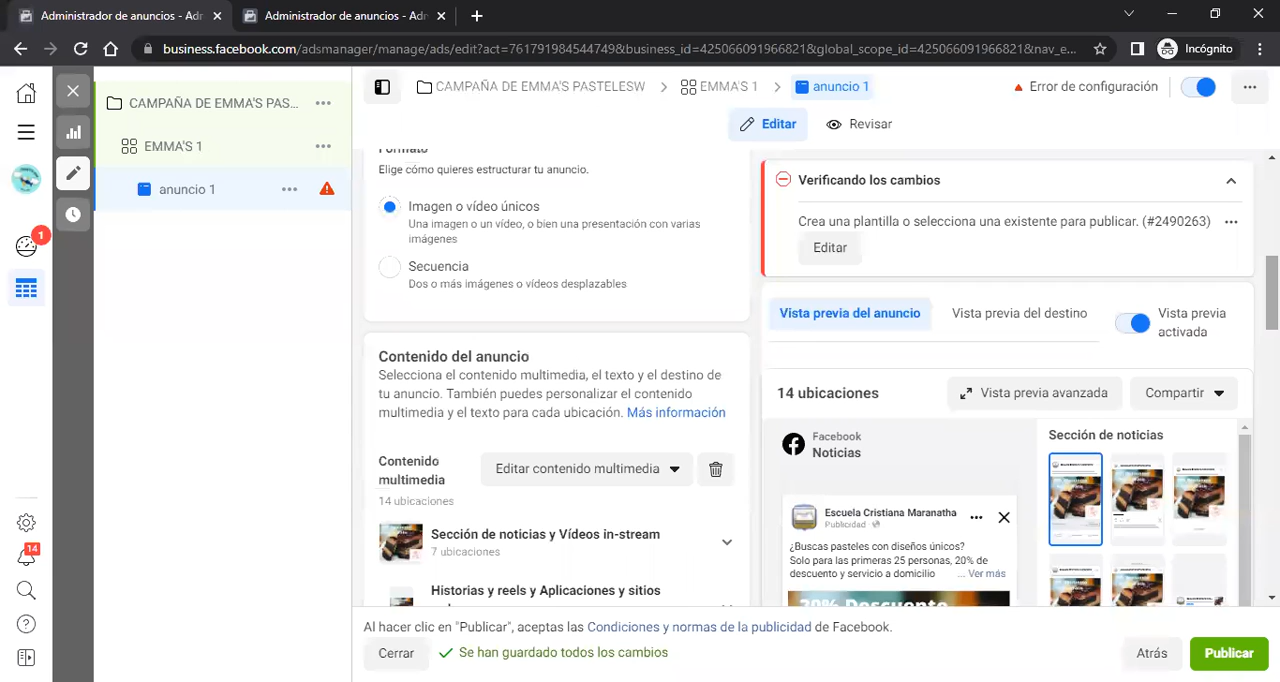 Administrador de anuncios - Adr
Administrador de anuncios - Adr
business.facebook.com/adsmanager/manage/ads/edit?act=761791984544749&business_id=425066091966821&global_scope_id=425066091966821&nav_e...
Incógnito
CAMPAÑA DE EMMA'S PASTELESW
EMMA'S 1
anuncio 1
Error de configuración
CAMPAÑA DE EMMA'S PAS...
EMMA'S 1
anuncio 1
1
14
Editar
Revisar
Formato
Elige cómo quieres estructurar tu anuncio.
Imagen o vídeo únicos
Una imagen o un vídeo, o bien una presentación con varias
imágenes
Secuencia
Dos o más imágenes o vídeos desplazables
Contenido del anuncio
Selecciona el contenido multimedia, el texto y el destino de
tu anuncio. También puedes personalizar el contenido
multimedia y el texto para cada ubicación. Más información
Contenido
multimedia
14 ubicaciones
Editar contenido multimedia
Sección de noticias y Vídeos in-stream
7 ubicaciones
Historias y reels y Aplicaciones y sitios
Verificando los cambios
Crea una plantilla o selecciona una existente para publicar. (#2490263)
Editar
Vista previa del anuncio
Vista previa del destino
Vista previa
activada
14 ubicaciones
Vista previa avanzada
Compartir
Facebook
Noticias
Sección de noticias
Escuela Cristiana Maranatha
Publicidad
¿Buscas pasteles con diseños únicos?
Solo para las primeras 25 personas, 20% de
descuento y servicio a domicilio ... Ver más
20% Descuento
Al hacer clic en "Publicar", aceptas las Condiciones y normas de la publicidad de Facebook.
Cerrar
Se han guardado todos los cambios
Atrás
Publicar